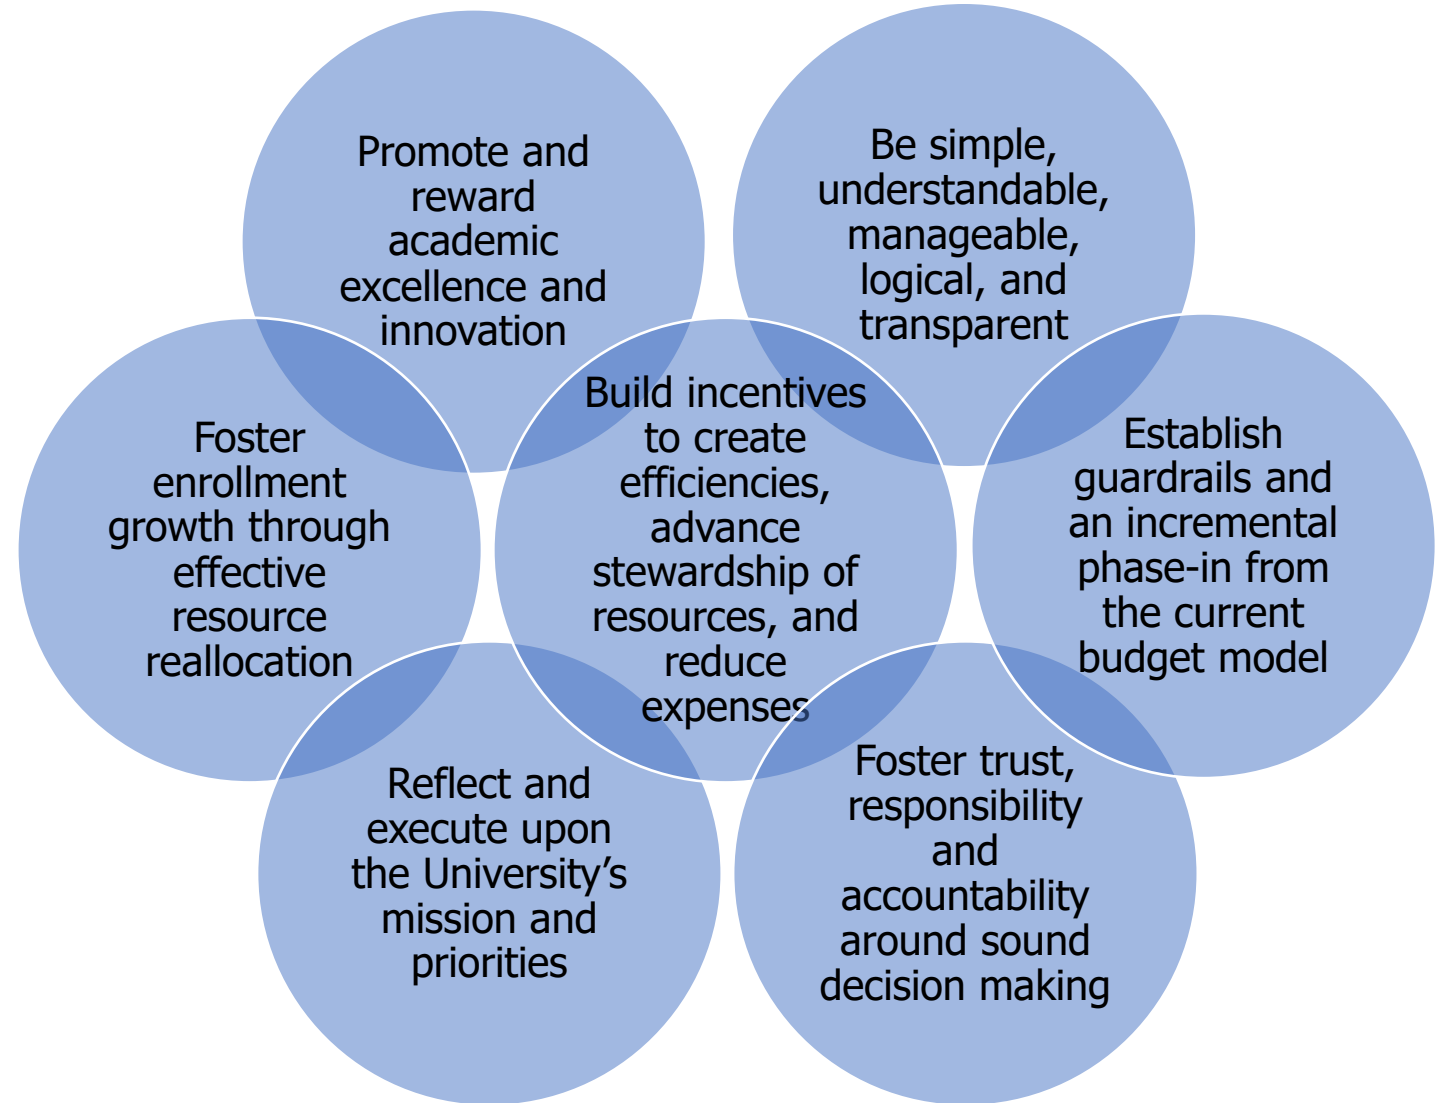 Promote and
reward
academic
excellence and
innovation
Be simple,
understandable,
manageable,
logical, and
transparent
Foster
enrollment
growth through
effective
resource
reallocation
Build incentives
to create
efficiencies,
advance
stewardship of
resources, and
reduce
expenses
Establish
guardrails and
an incremental
phase-in from
the current
budget model
Reflect and
execute upon
the University’s
mission and
priorities
Foster trust,
responsibility
and
accountability
around sound
decision making